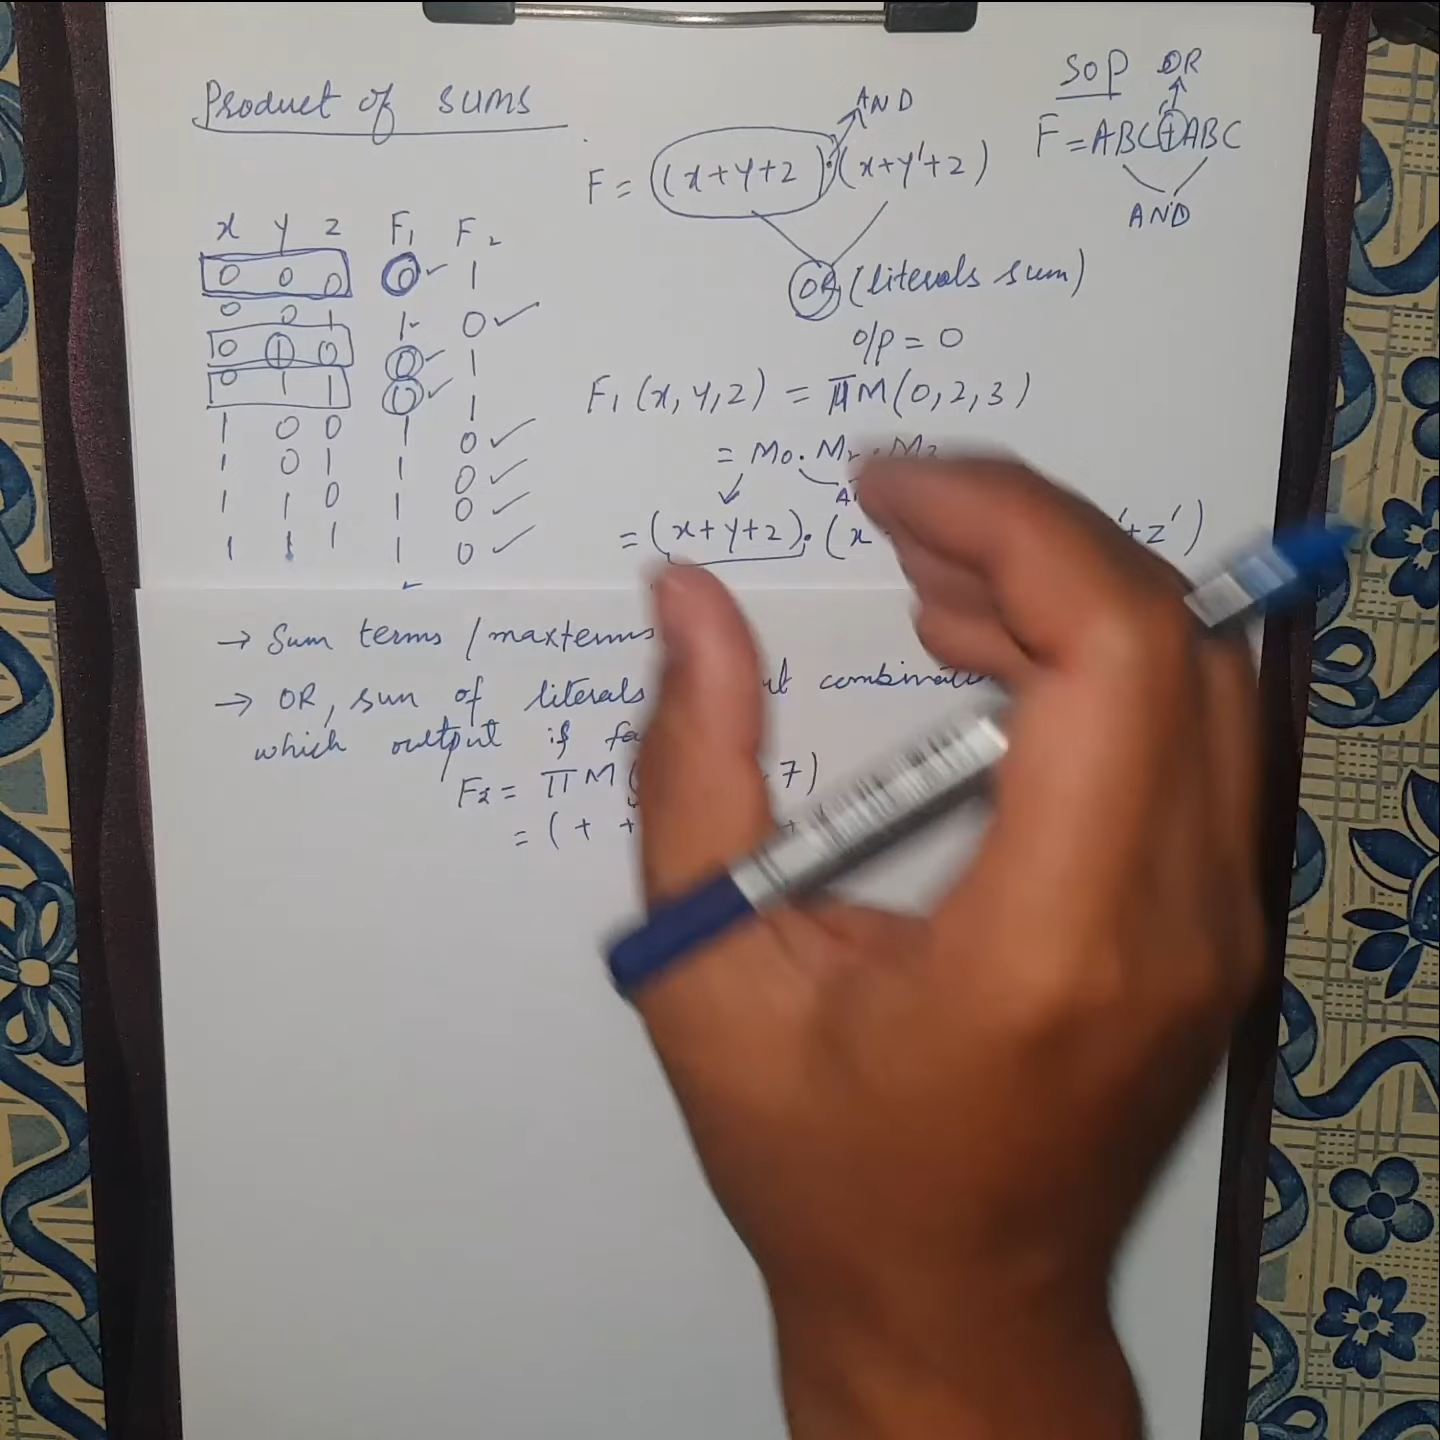 Product of sums
SOP OR
F = ABC + ABC
AND
AND
F = (x+y+z).(x+y'+z)
OR (literals sum)
o/p = 0
x y z F₁ F₂
0 0 0 0 1
0 0 1 1 0
0 1 0 0 1
0 1 1 0 1
1 0 0 1 0
1 0 1 1 0
1 1 0 1 0
1 1 1 1 0
F₁(x,y,z) = πM(0,2,3)
= M₀. M₂. M₃
= (x+y+z).(x +z')
→ Sum terms / maxterms
→ OR, sum of literals
which output is
F₂ = πM( 7)
= ( + +